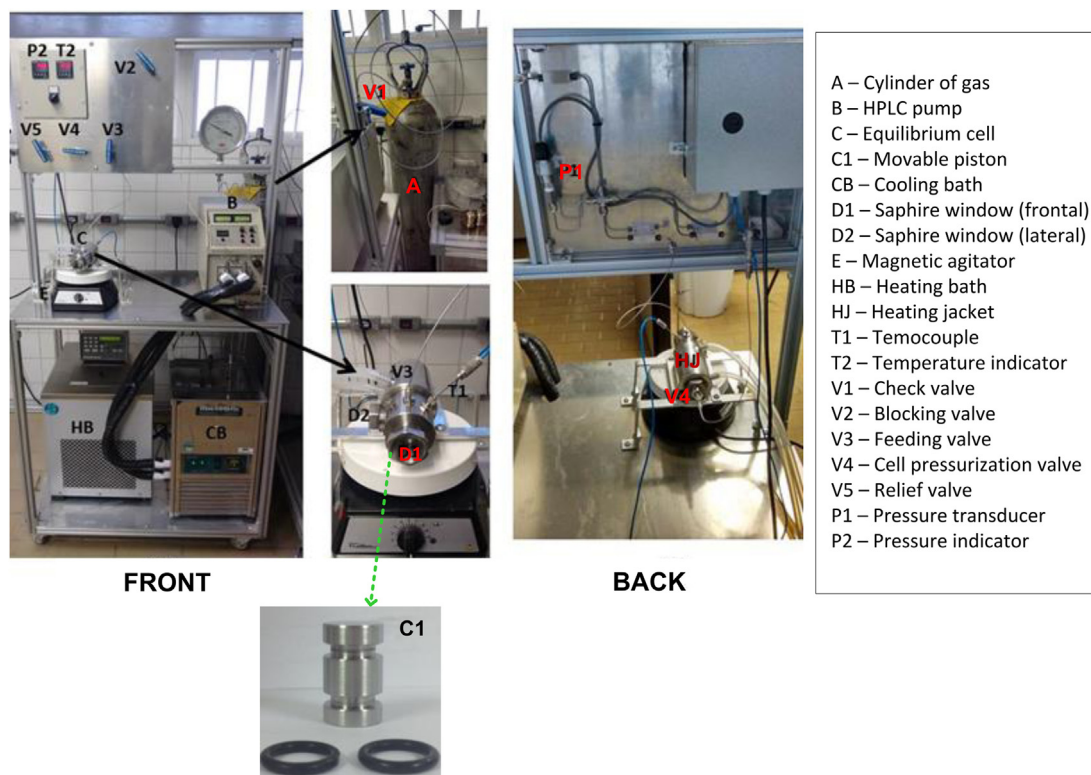 P2 T2
V2
V5 V4 V3
B
C
E
HB
CB
FRONT
V1
A
V3
T1
D2
D1
P1
HJ
V4
BACK
C1
A – Cylinder of gas
B – HPLC pump
C – Equilibrium cell
C1 – Movable piston
CB – Cooling bath
D1 – Saphire window (frontal)
D2 – Saphire window (lateral)
E – Magnetic agitator
HB – Heating bath
HJ – Heating jacket
T1 – Temocouple
T2 – Temperature indicator
V1 – Check valve
V2 – Blocking valve
V3 – Feeding valve
V4 – Cell pressurization valve
V5 – Relief valve
P1 – Pressure transducer
P2 – Pressure indicator